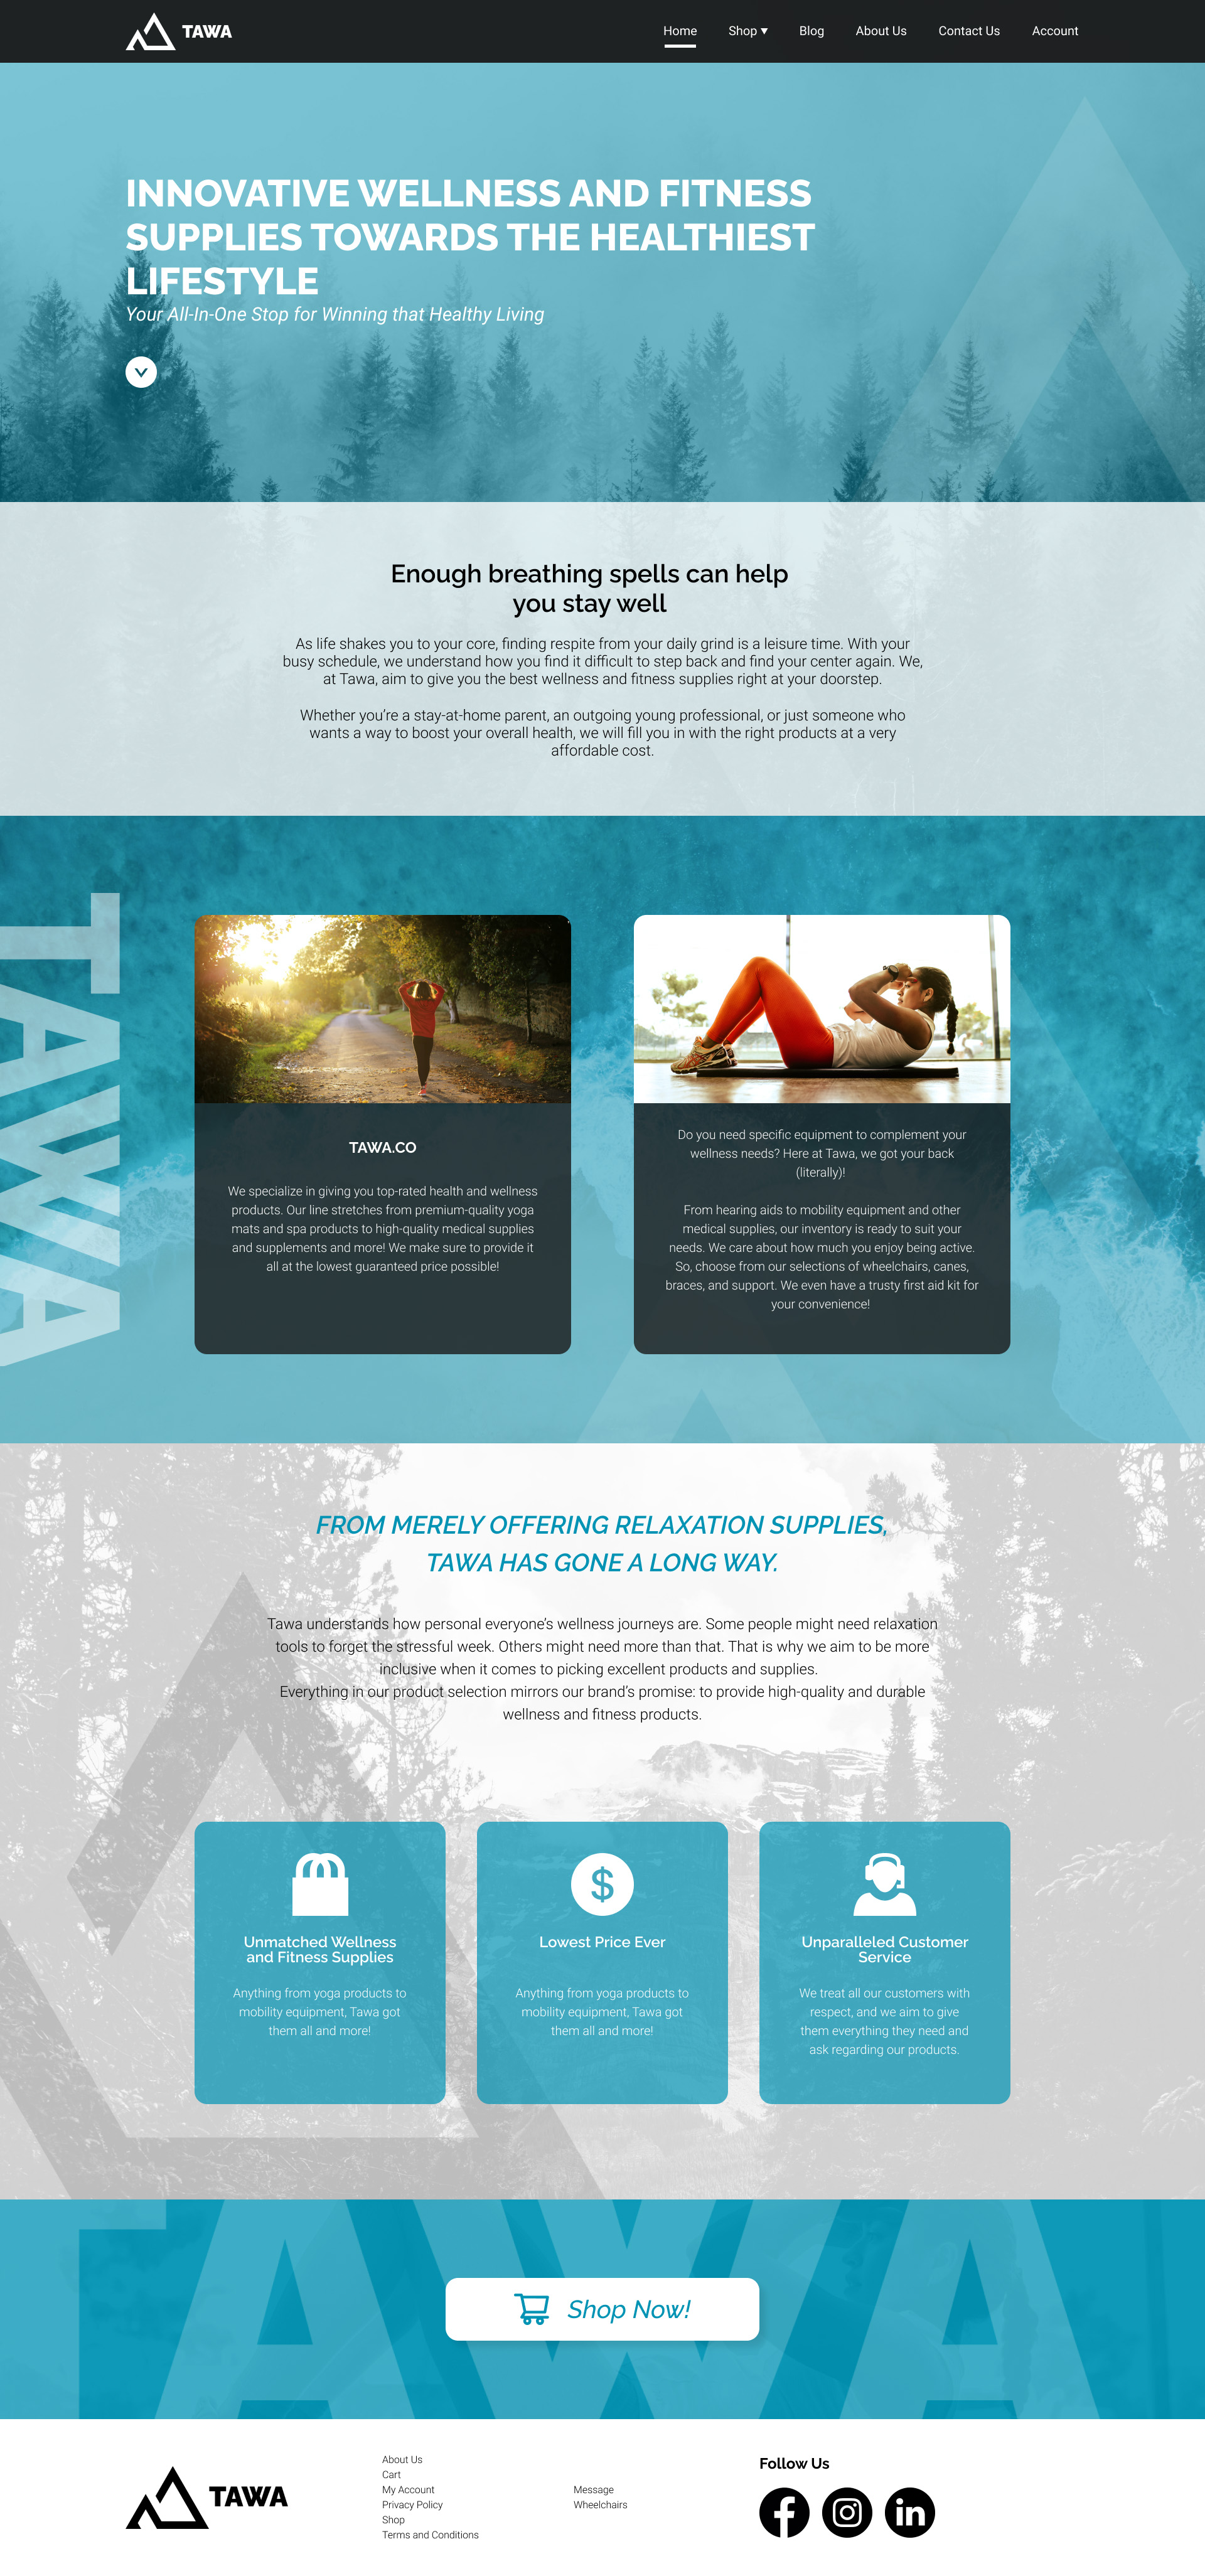 TAWA
Home
Shop ▼
Blog
About Us
Contact Us
Account
INNOVATIVE WELLNESS AND FITNESS
SUPPLIES TOWARDS THE HEALTHIEST
LIFESTYLE
Your All-In-One Stop for Winning that Healthy Living
Enough breathing spells can help
you stay well
As life shakes you to your core, finding respite from your daily grind is a leisure time. With your
busy schedule, we understand how you find it difficult to step back and find your center again. We,
at Tawa, aim to give you the best wellness and fitness supplies right at your doorstep.
Whether you’re a stay-at-home parent, an outgoing young professional, or just someone who
wants a way to boost your overall health, we will fill you in with the right products at a very
affordable cost.
TAWA
TAWA.CO
We specialize in giving you top-rated health and wellness
products. Our line stretches from premium-quality yoga
mats and spa products to high-quality medical supplies
and supplements and more! We make sure to provide it
all at the lowest guaranteed price possible!
Do you need specific equipment to complement your
wellness needs? Here at Tawa, we got your back
(literally)!
From hearing aids to mobility equipment and other
medical supplies, our inventory is ready to suit your
needs. We care about how much you enjoy being active.
So, choose from our selections of wheelchairs, canes,
braces, and support. We even have a trusty first aid kit for
your convenience!
FROM MERELY OFFERING RELAXATION SUPPLIES,
TAWA HAS GONE A LONG WAY.
Tawa understands how personal everyone’s wellness journeys are. Some people might need relaxation
tools to forget the stressful week. Others might need more than that. That is why we aim to be more
inclusive when it comes to picking excellent products and supplies.
Everything in our product selection mirrors our brand’s promise: to provide high-quality and durable
wellness and fitness products.
$
Unmatched Wellness
and Fitness Supplies
Anything from yoga products to
mobility equipment, Tawa got
them all and more!
Lowest Price Ever
Anything from yoga products to
mobility equipment, Tawa got
them all and more!
Unparalleled Customer
Service
We treat all our customers with
respect, and we aim to give
them everything they need and
ask regarding our products.
TAWA
Shop Now!
TAWA
About Us
Cart
My Account
Privacy Policy
Shop
Terms and Conditions
Message
Wheelchairs
Follow Us
f
in